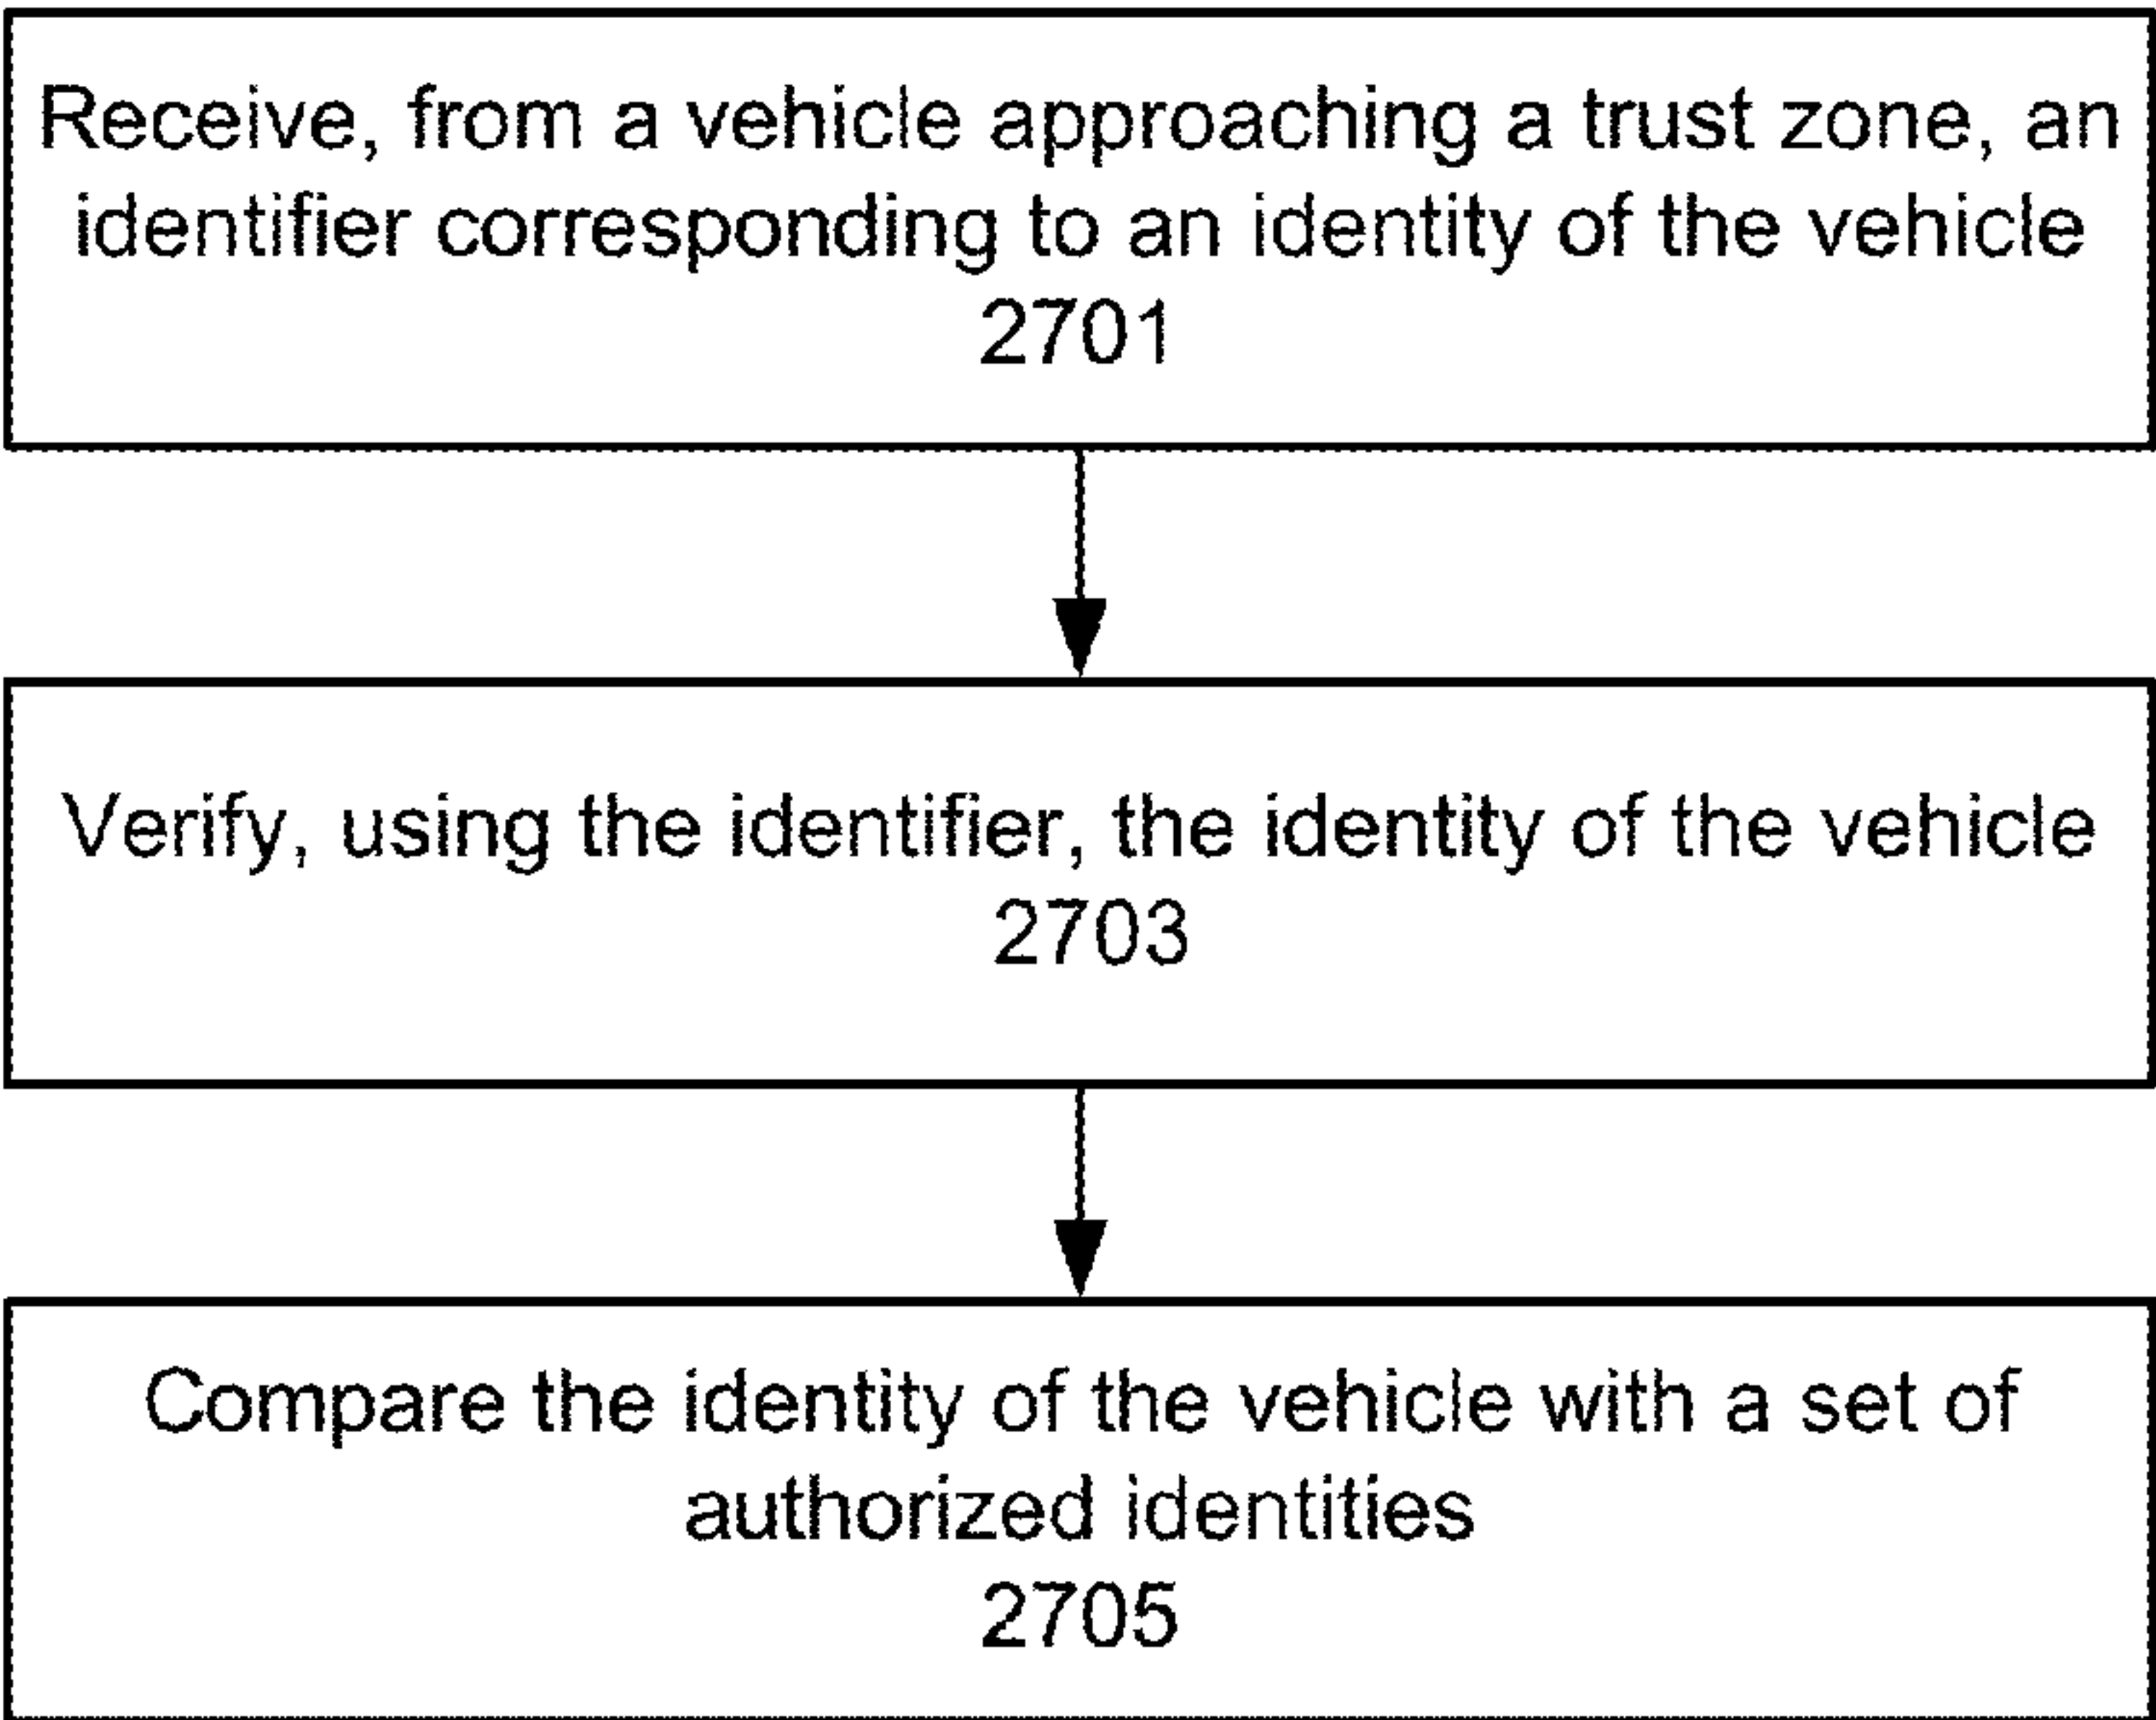 Receive, from a vehicle approaching a trust zone, an
identifier corresponding to an identity of the vehicle
2701
Verify, using the identifier, the identity of the vehicle
2703
Compare the identity of the vehicle with a set of
authorized identities
2705